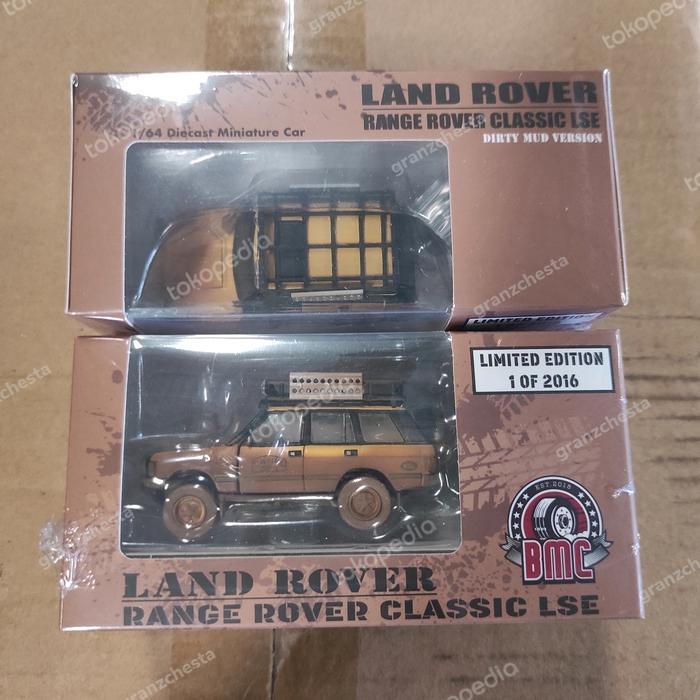 LAND ROVER
RANGE ROVER CLASSIC LSE
DIRTY MUD VERSION
1/64 Diecast Miniature Car
LIMITED EDITION
LIMITED EDITION
1 OF 2016
EST.2018
BMC
LAND ROVER
RANGE ROVER CLASSIC LSE
tokopedia
granzchesta